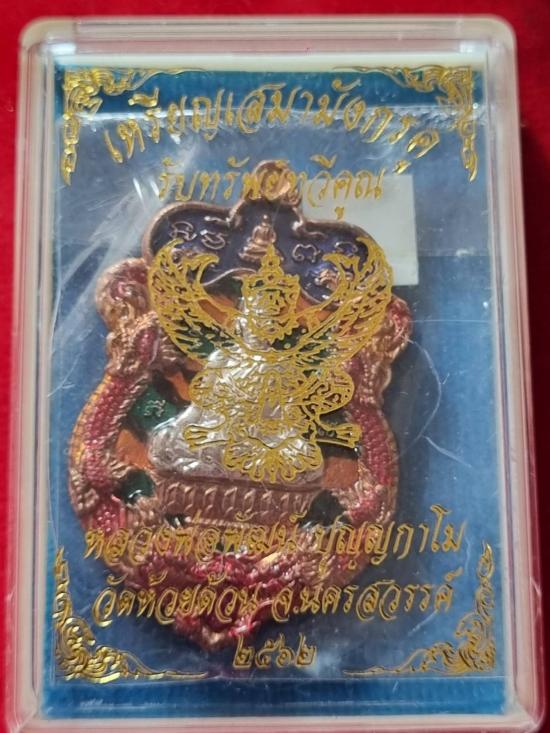 เหรียญเสมามังกรคู่
รับทรัพย์ทวีคูณ
หลวงพ่อพัฒน์ ปุญญกาโม
วัดห้วยด้วน จ.นครสวรรค์
๒๕๖๒